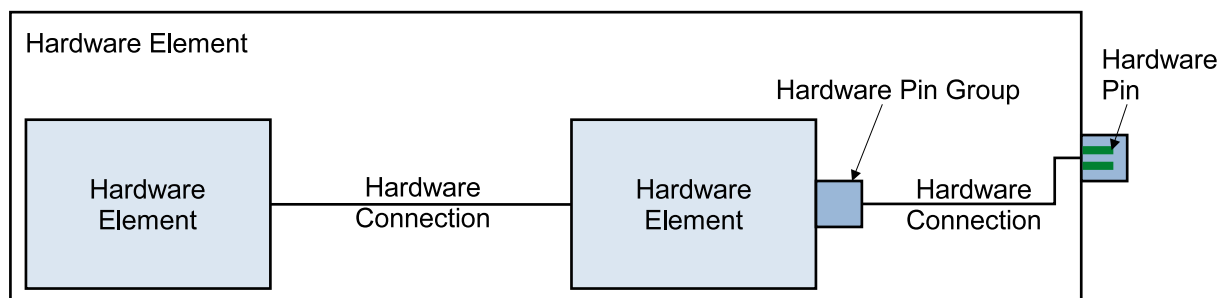 Hardware Element
Hardware
Pin
Hardware Pin Group
Hardware
Element
Hardware
Connection
Hardware
Element
Hardware
Connection